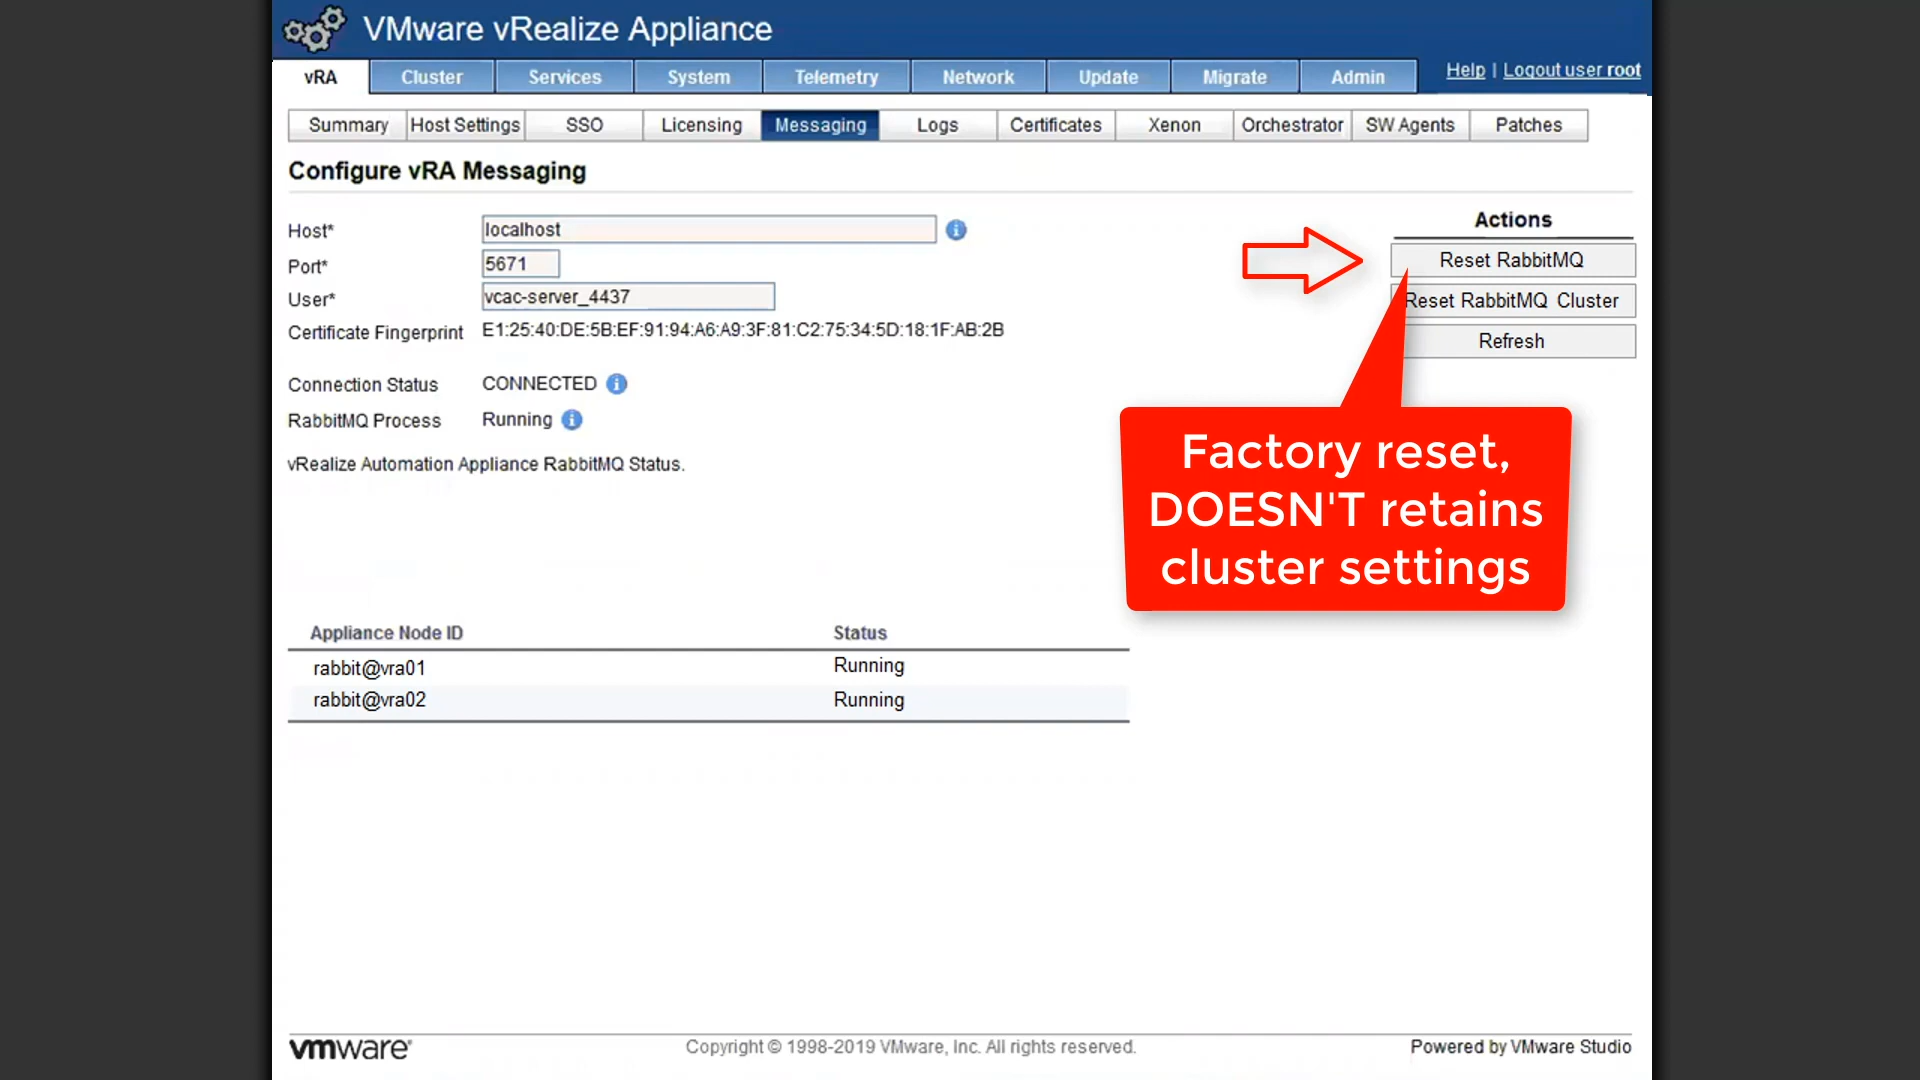 VMware vRealize Appliance
vRA Cluster Services System Telemetry Network Update Migrate Admin Help | Logout user root
Summary Host Settings SSO Licensing Messaging Logs Certificates Xenon Orchestrator SW Agents Patches
Configure vRA Messaging
Host* localhost
Port* 5671
User* vcac-server_4437
Certificate Fingerprint E1:25:40:DE:5B:EF:91:94:A6:A9:3F:81:C2:75:34:5D:18:1F:AB:2B
Connection Status CONNECTED
RabbitMQ Process Running
vRealize Automation Appliance RabbitMQ Status.
Actions
Reset RabbitMQ
Reset RabbitMQ Cluster
Refresh
Factory reset,
DOESN'T retains
cluster settings
Appliance Node ID Status
rabbit@vra01 Running
rabbit@vra02 Running
vmware Copyright © 1998-2019 VMware, Inc. All rights reserved. Powered by VMware Studio